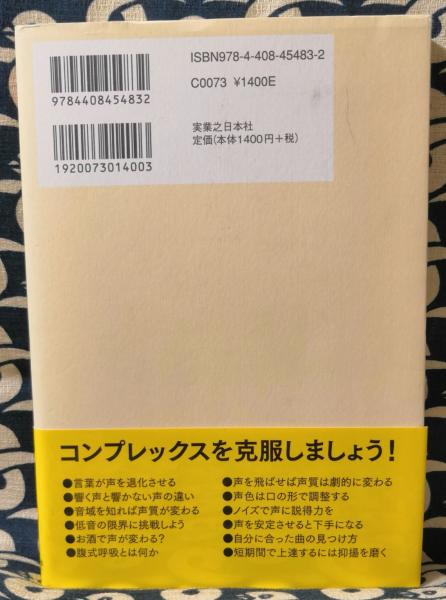 ISBN978-4-408-45483-2
9784408454832
C0073 ¥1400E
実業之日本社
定価(本体1400円+税)
1920073014003
コンプレックスを克服しましょう!
●言葉が声を退化させる
●響く声と響かない声の違い
●音域を知れば声質が変わる
●低音の限界に挑戦しよう
●お酒で声が変わる?
●腹式呼吸とは何か
●声を飛ばせば声質は劇的に変わる
●声色は口の形で調整する
●ノイズで声に説得力を
●声を安定させると下手になる
●自分に合った曲の見つけ方
●短期間で上達するには抑揚を磨く